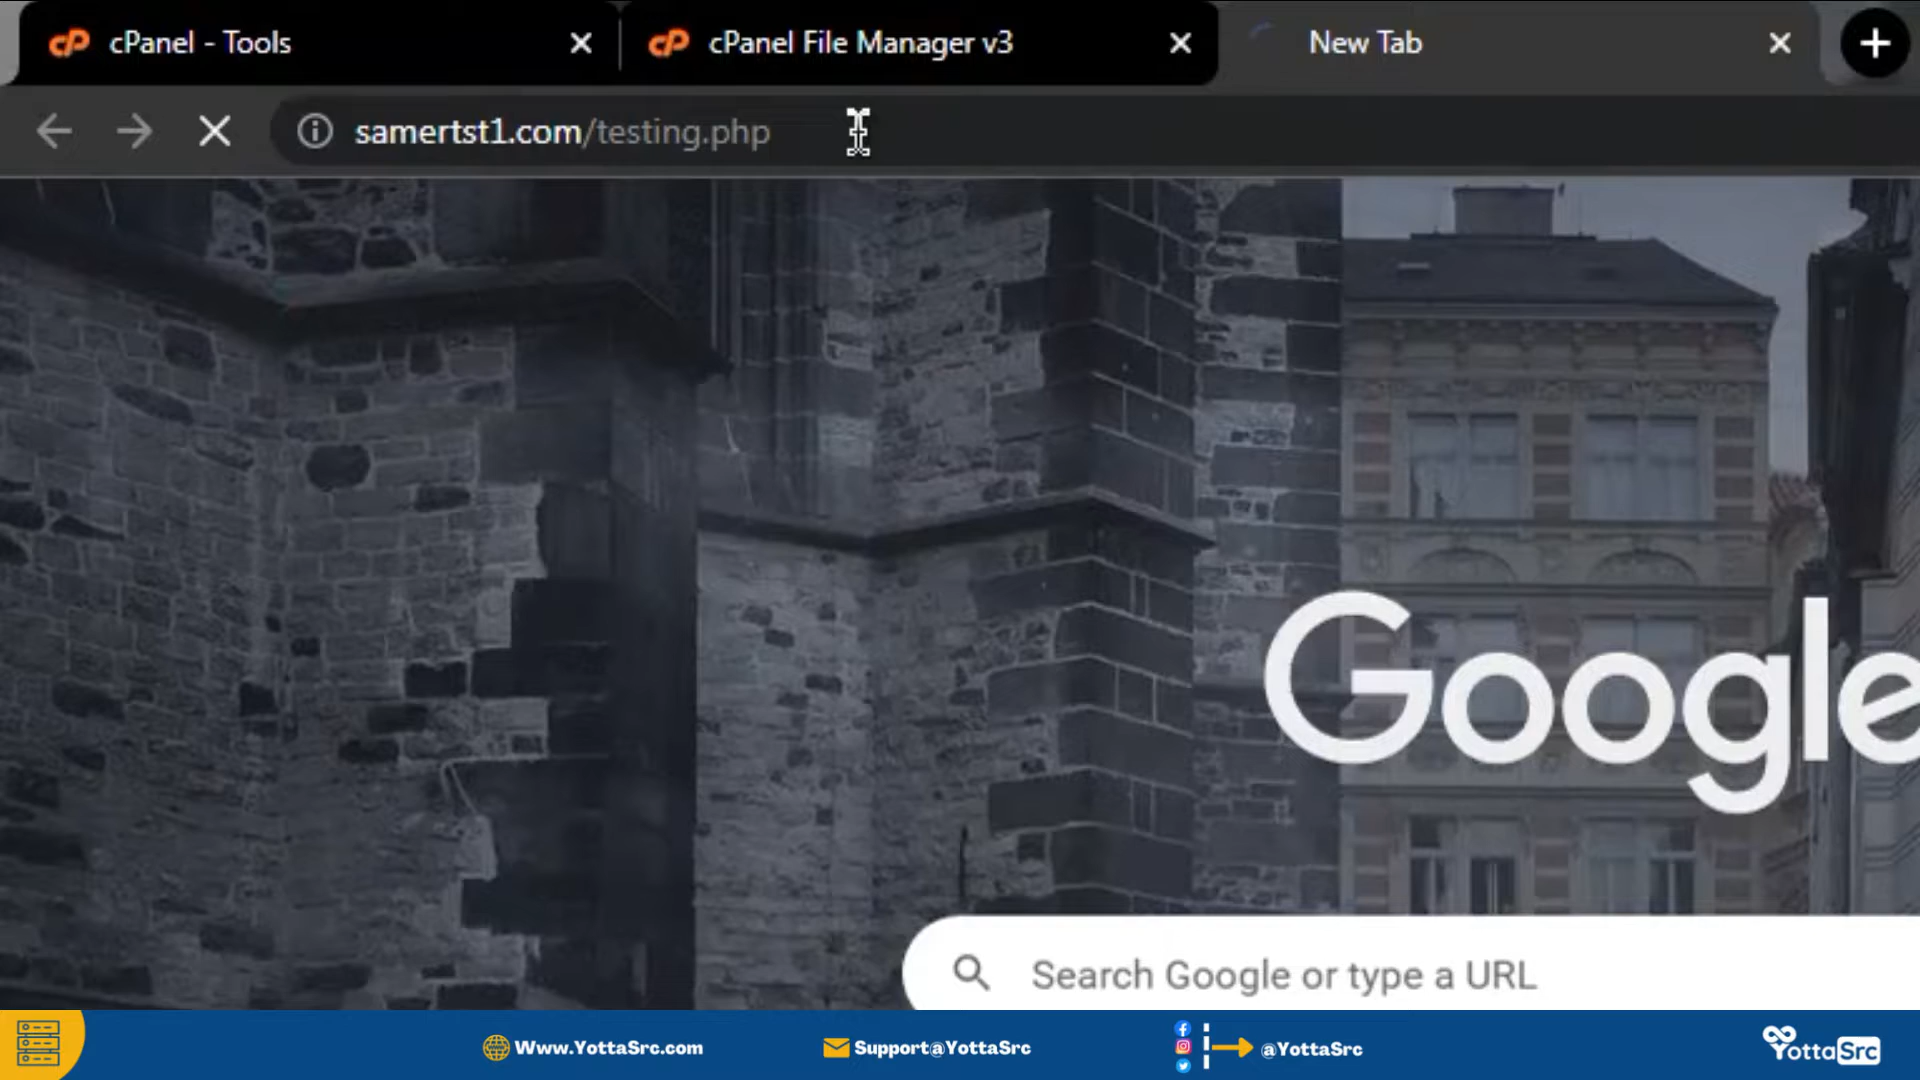 cPanel - Tools
cPanel File Manager v3
New Tab
samertst1.com/testing.php
Google
Search Google or type a URL
Www.YottaSrc.com
Support@YottaSrc
@YottaSrc
YottaSrc